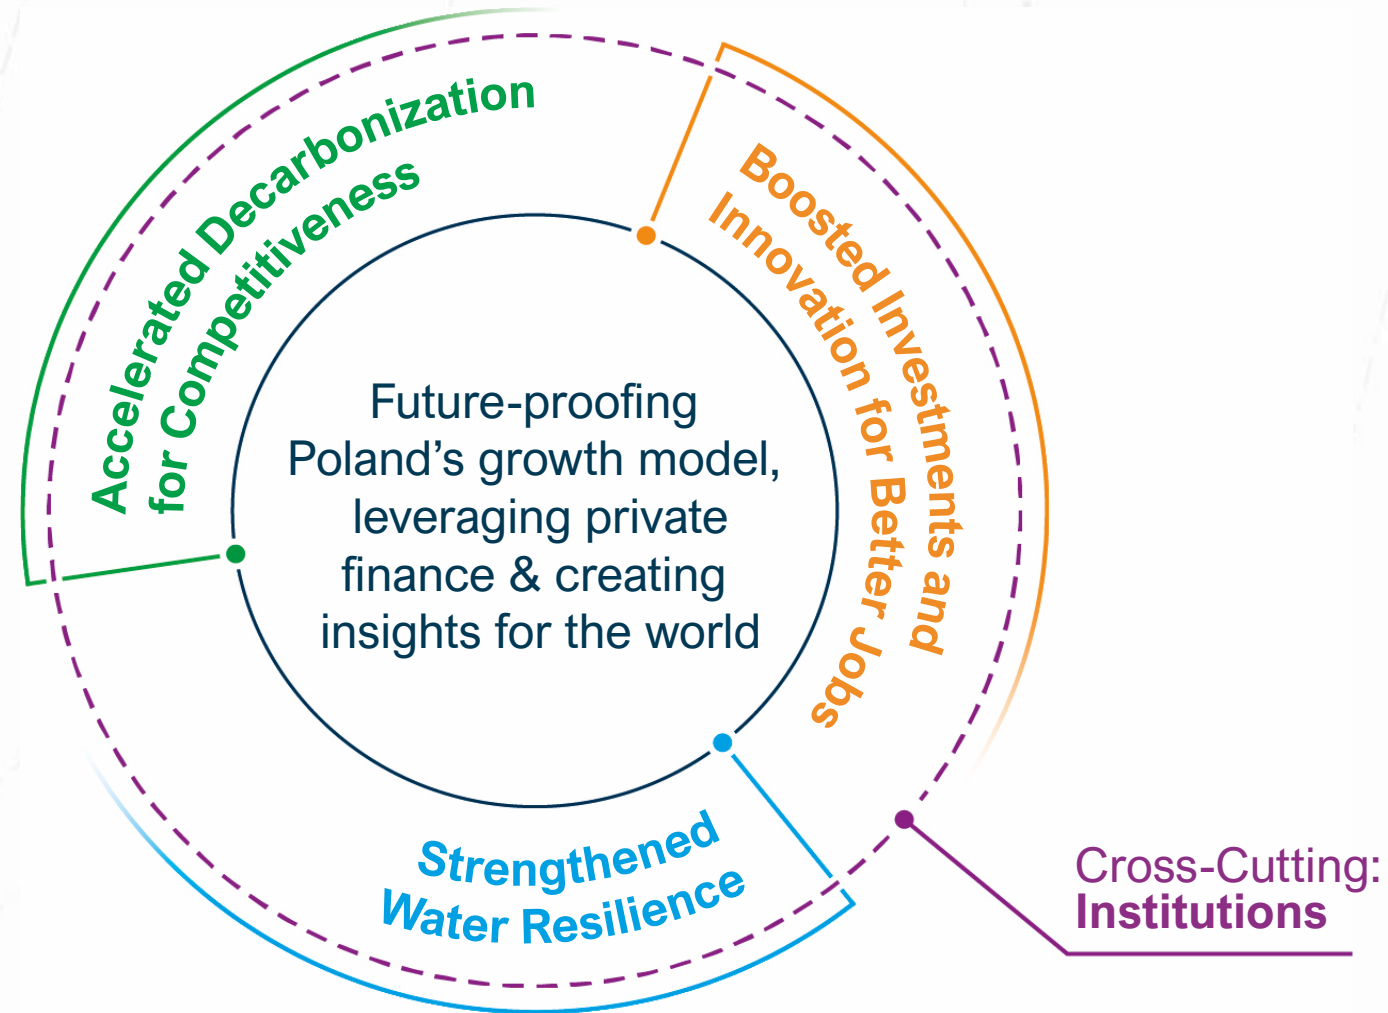 Accelerated Decarbonization
for Competitiveness
Boosted Investments and
Innovation for Better Jobs
Future-proofing
Poland’s growth model,
leveraging private
finance & creating
insights for the world
Strengthened
Water Resilience
Cross-Cutting:
Institutions